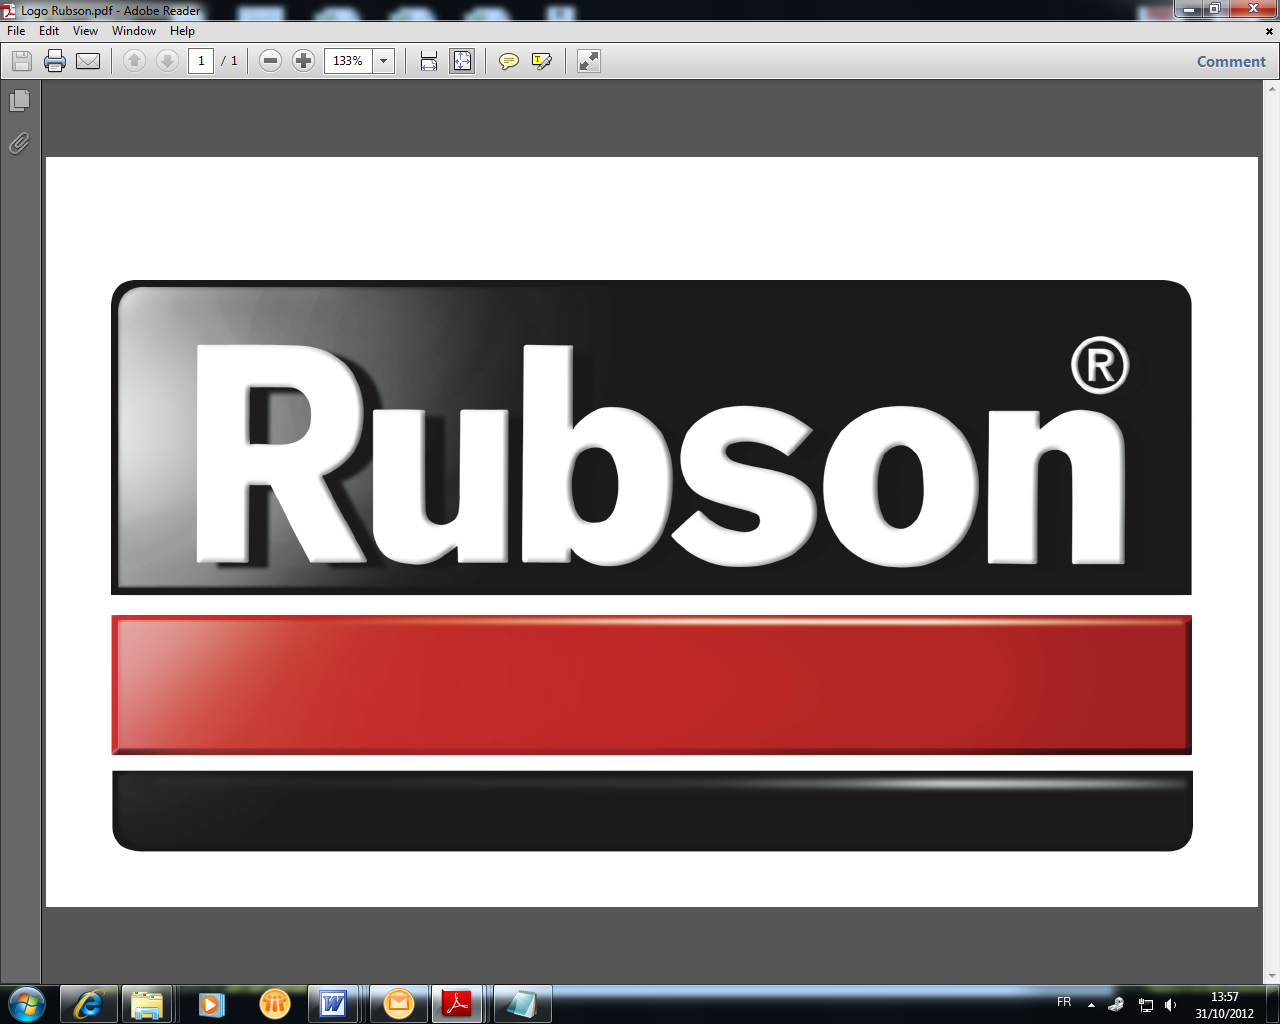 Logo Rubson.pdf - Adobe Reader
File Edit View Window Help
1 / 1 133% Comment
Rubson®
FR 13:57
31/10/2012